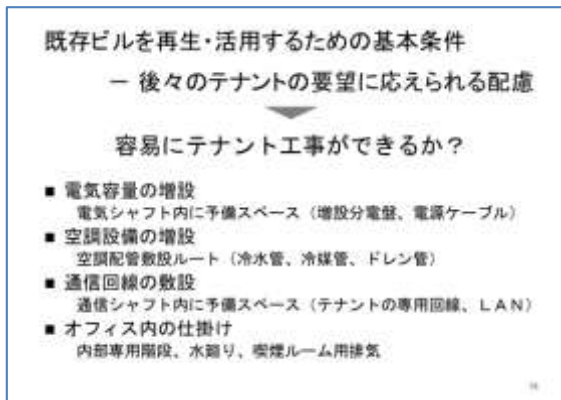 既存ビルを再生・活用するための基本条件
－ 後々のテナントの要望に応えられる配慮
容易にテナント工事ができるか？
■ 電気容量の増設
電気シャフト内に予備スペース（増設分電盤、電源ケーブル）
■ 空調設備の増設
空調配管敷設ルート（冷水管、冷媒管、ドレン管）
■ 通信回線の敷設
通信シャフト内に予備スペース（テナントの専用回線、ＬＡＮ）
■ オフィス内の仕掛け
内部専用階段、水廻り、喫煙ルーム用排気